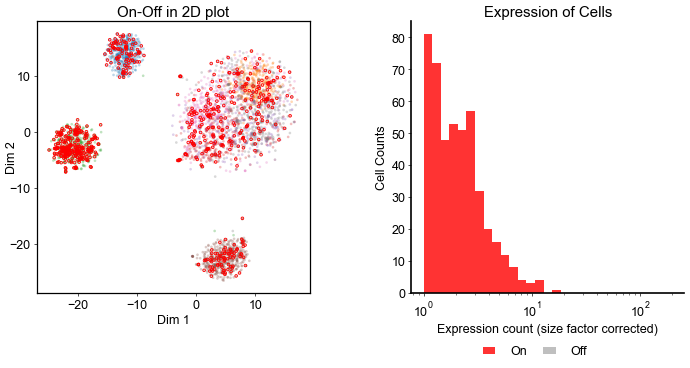 On-Off in 2D plot
Dim 2
10
0
−10
−20
−20
−10
0
10
Dim 1
Expression of Cells
Cell Counts
80
70
60
50
40
30
20
10
0
10^0
10^1
10^2
Expression count (size factor corrected)
On Off